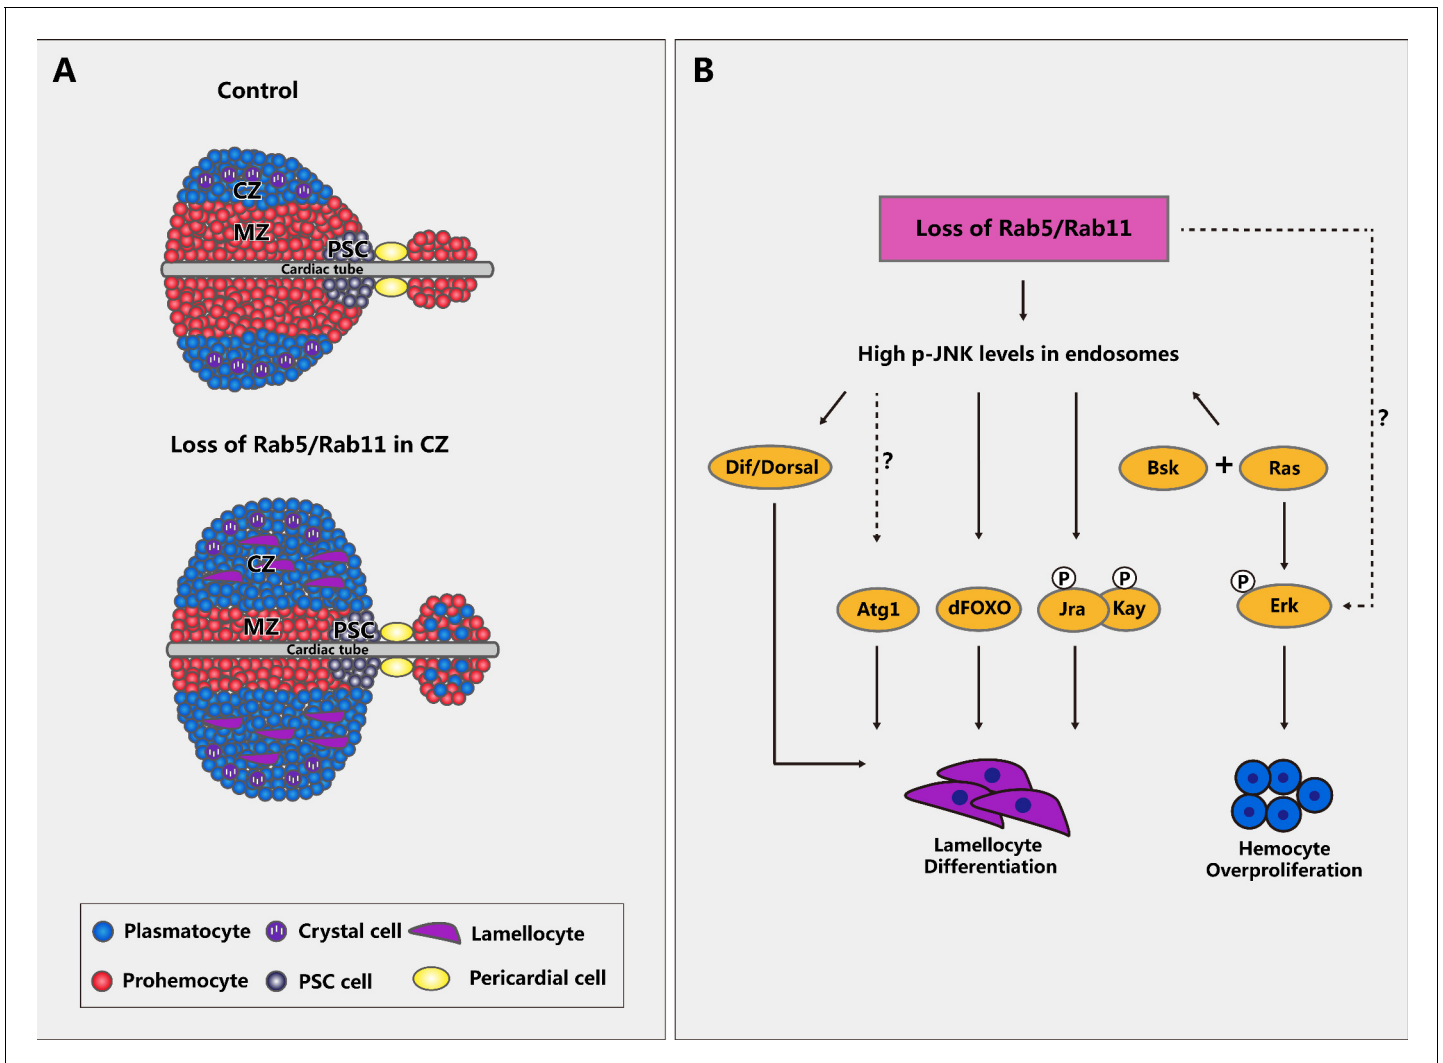 A
Control
CZ
MZ
PSC
Cardiac tube
Loss of Rab5/Rab11 in CZ
CZ
MZ
PSC
Cardiac tube
Plasmatocyte
Crystal cell
Lamellocyte
Prohemocyte
PSC cell
Pericardial cell
B
Loss of Rab5/Rab11
High p-JNK levels in endosomes
?
Dif/Dorsal
?
Bsk + Ras
P
P
P
Atg1
dFOXO
Jra
Kay
Erk
Lamellocyte
Differentiation
Hemocyte
Overproliferation